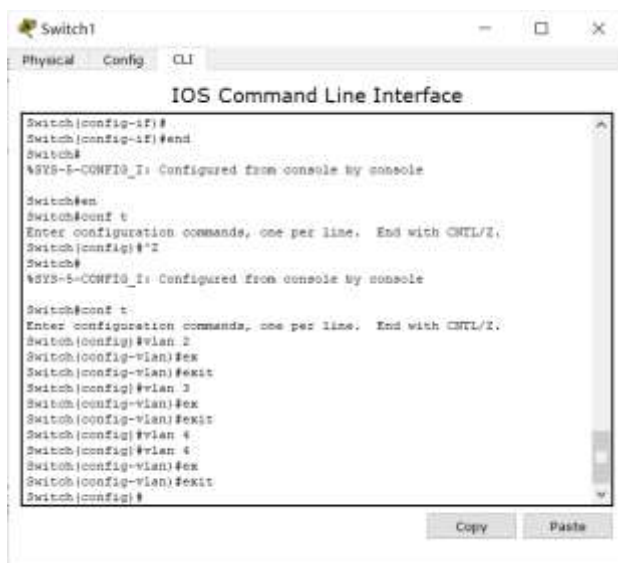 Switch1
Physical Config CLI
IOS Command Line Interface
Switch(config-if)#
Switch(config-if)#end
Switch#
%SYS-5-CONFIG_I: Configured from console by console
Switch#en
Switch#conf t
Enter configuration commands, one per line.  End with CNTL/Z.
Switch(config)#^Z
Switch#
%SYS-5-CONFIG_I: Configured from console by console
Switch#conf t
Enter configuration commands, one per line.  End with CNTL/Z.
Switch(config)#vlan 2
Switch(config-vlan)#ex
Switch(config-vlan)#exit
Switch(config)#vlan 3
Switch(config-vlan)#ex
Switch(config-vlan)#exit
Switch(config)#vlan 4
Switch(config)#vlan 4
Switch(config-vlan)#ex
Switch(config-vlan)#exit
Switch(config)#
Copy Paste